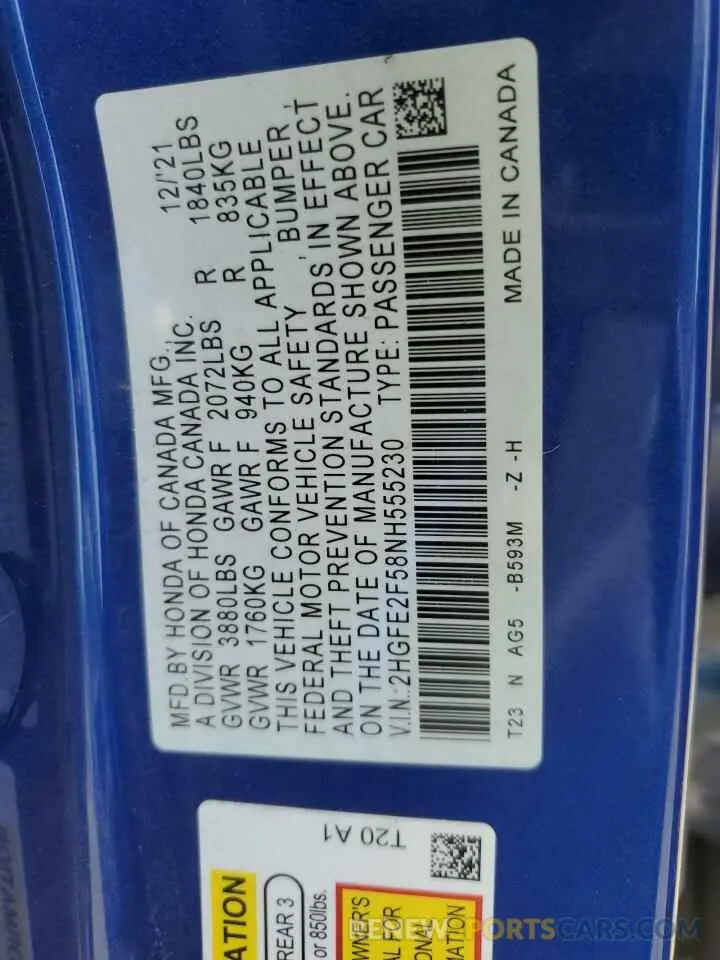 MFD.BY HONDA OF CANADA MFG., 12/'21
A DIVISION OF HONDA CANADA INC.
GVWR 3880LBS GAWR F 2072LBS R 1840LBS
GVWR 1760KG GAWR F 940KG R 835KG
THIS VEHICLE CONFORMS TO ALL APPLICABLE
FEDERAL MOTOR VEHICLE SAFETY , BUMPER ,
AND THEFT PREVENTION STANDARDS IN EFFECT
ON THE DATE OF MANUFACTURE SHOWN ABOVE.
V.I.N.:2HGFE2F58NH555230 TYPE: PASSENGER CAR
T23 N AG5 -B593M -Z -H MADE IN CANADA
T20 A1
ATION
REAR 3
or 850lbs.
OWNER'S
AL FOR
ONAL
MATION